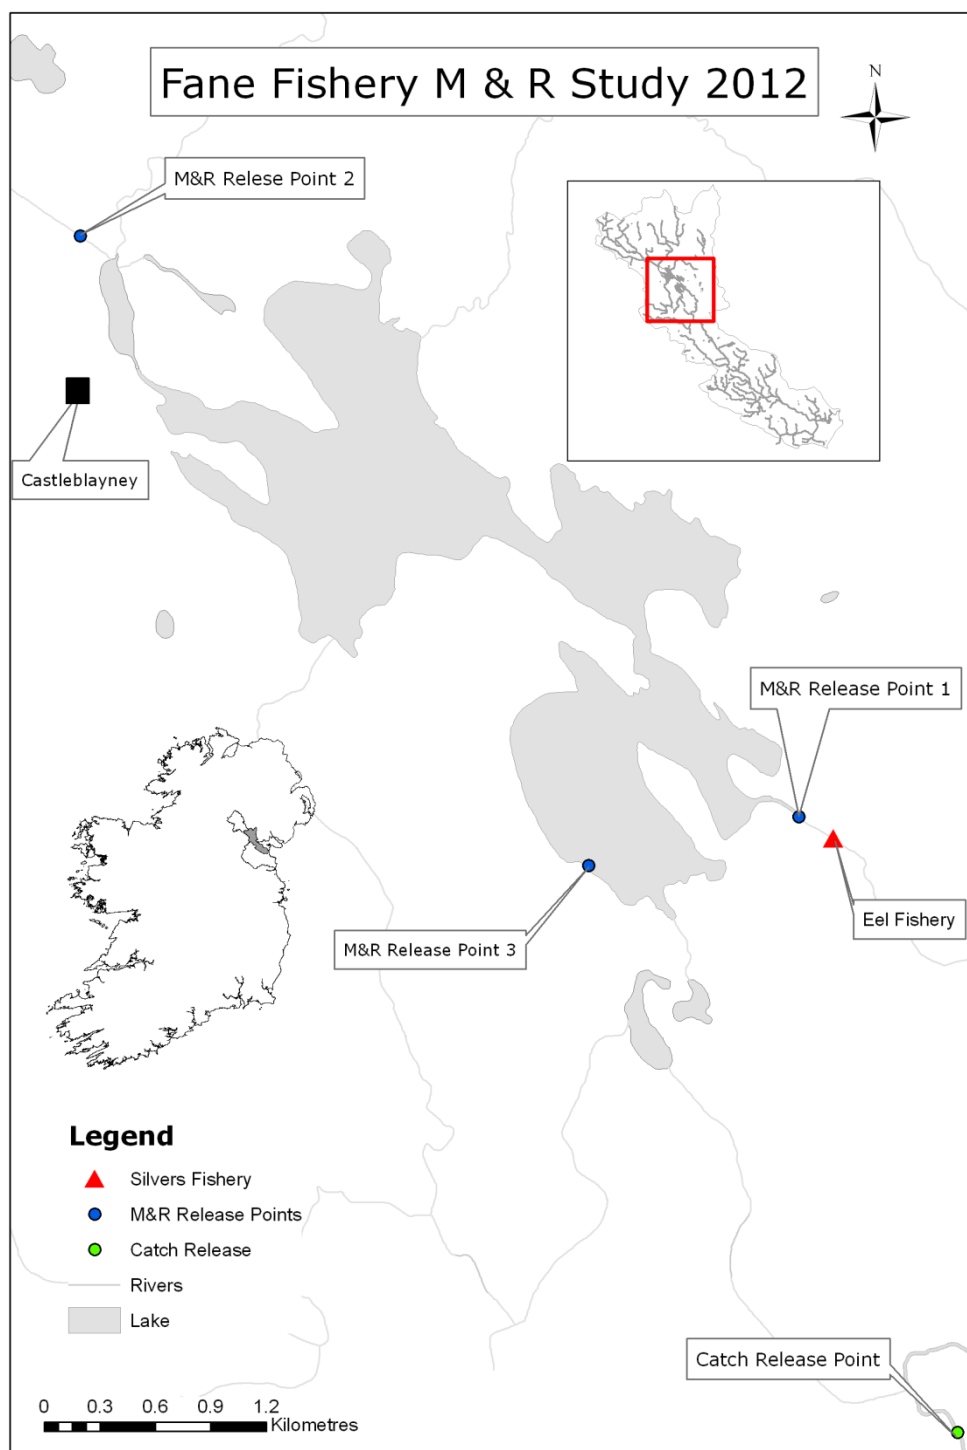 Fane Fishery M & R Study 2012
N
M&R Relese Point 2
Castleblayney
M&R Release Point 1
Eel Fishery
M&R Release Point 3
Legend
Silvers Fishery
M&R Release Points
Catch Release
Rivers
Lake
Catch Release Point
0 0.3 0.6 0.9 1.2
Kilometres